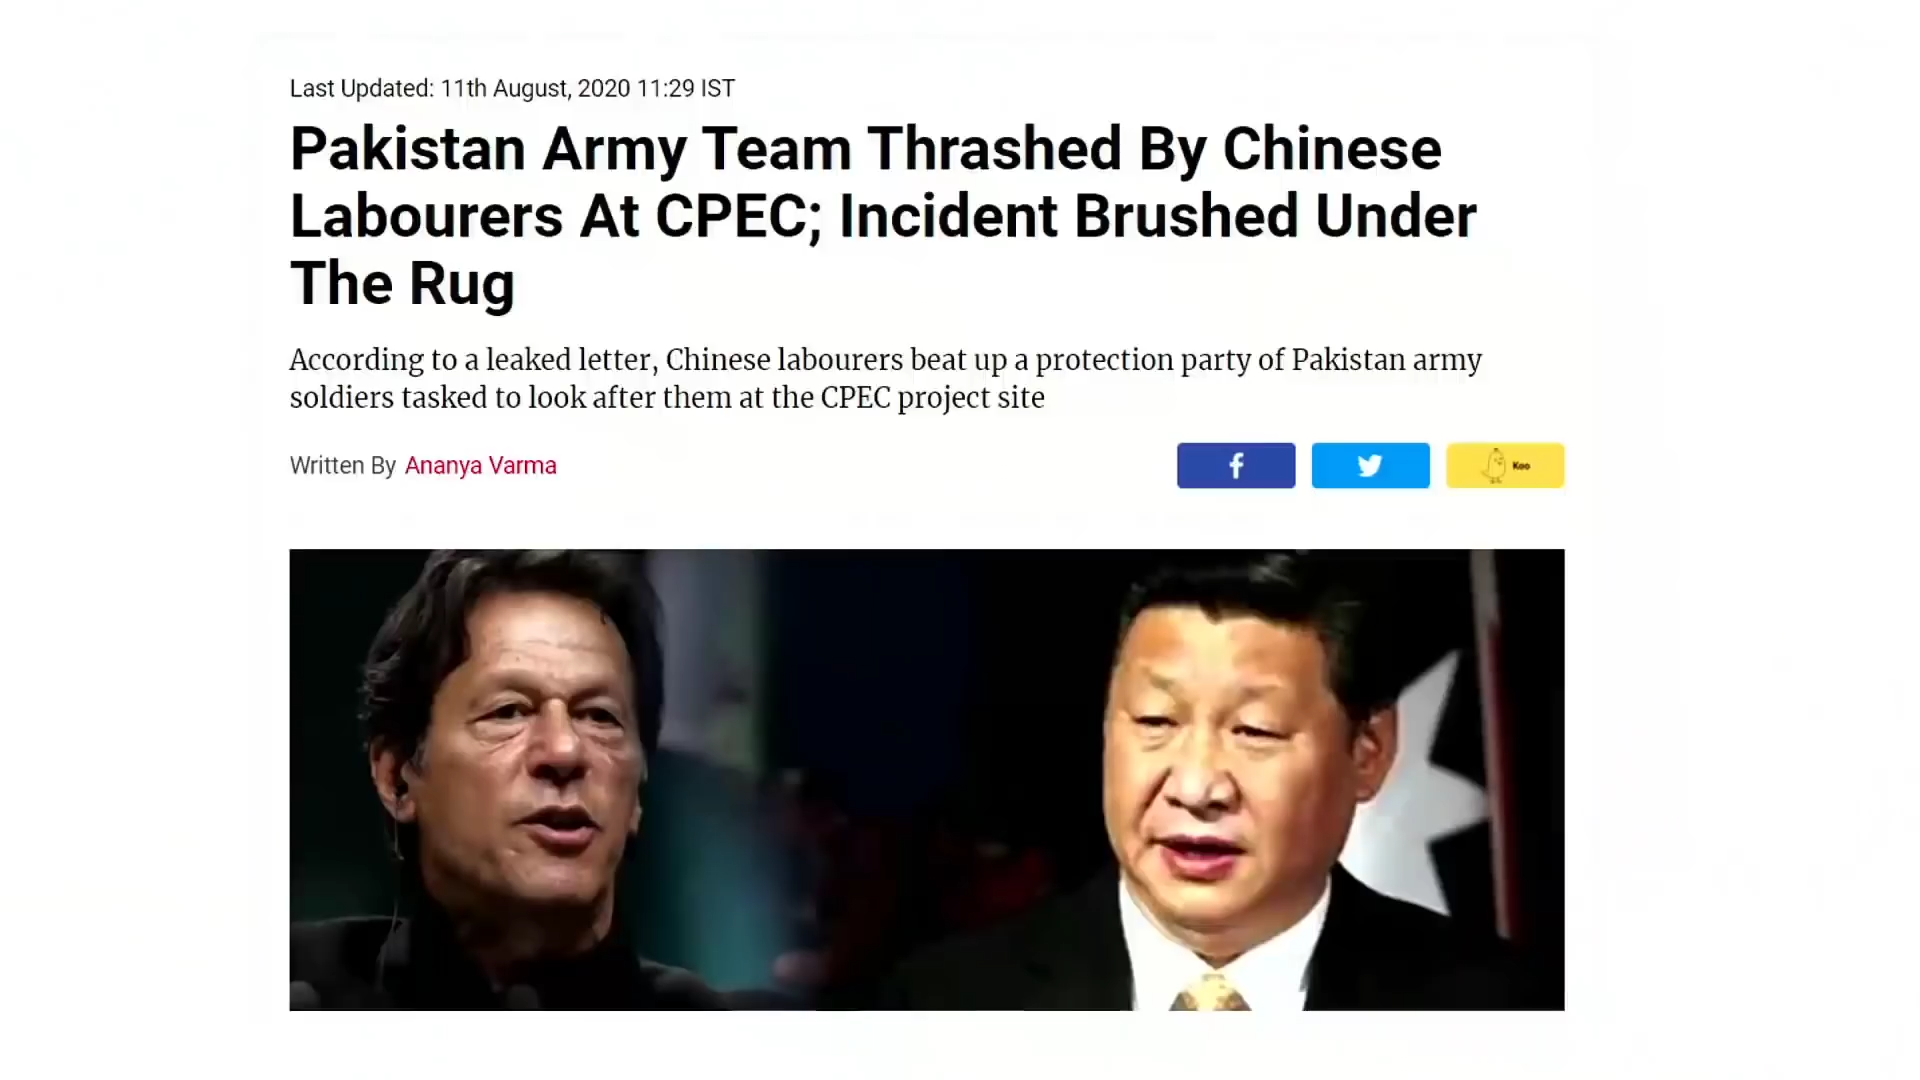 Last Updated: 11th August, 2020 11:29 IST
Pakistan Army Team Thrashed By Chinese
Labourers At CPEC; Incident Brushed Under
The Rug
According to a leaked letter, Chinese labourers beat up a protection party of Pakistan army
soldiers tasked to look after them at the CPEC project site
Written By Ananya Varma
Koo